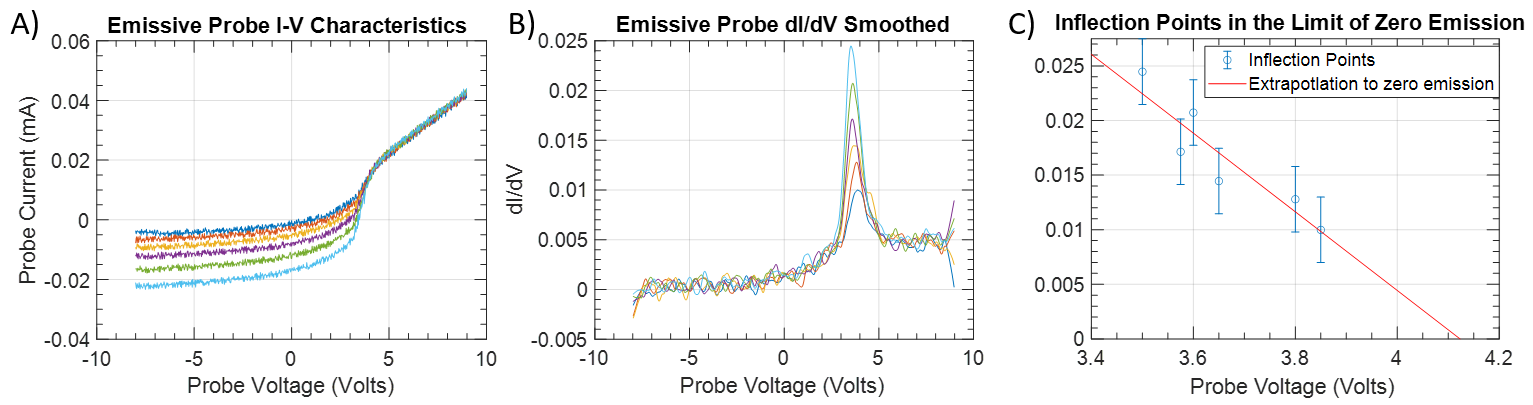 A)
Emissive Probe I-V Characteristics
0.06
0.04
0.02
0
-0.02
-0.04
-10
-5
0
5
10
Probe Current (mA)
Probe Voltage (Volts)
B)
Emissive Probe dI/dV Smoothed
0.025
0.02
0.015
0.01
0.005
0
-0.005
-10
-5
0
5
10
dI/dV
Probe Voltage (Volts)
C)
Inflection Points in the Limit of Zero Emission
Inflection Points
Extrapotlation to zero emission
0.025
0.02
0.015
0.01
0.005
0
3.4
3.6
3.8
4
4.2
Probe Voltage (Volts)